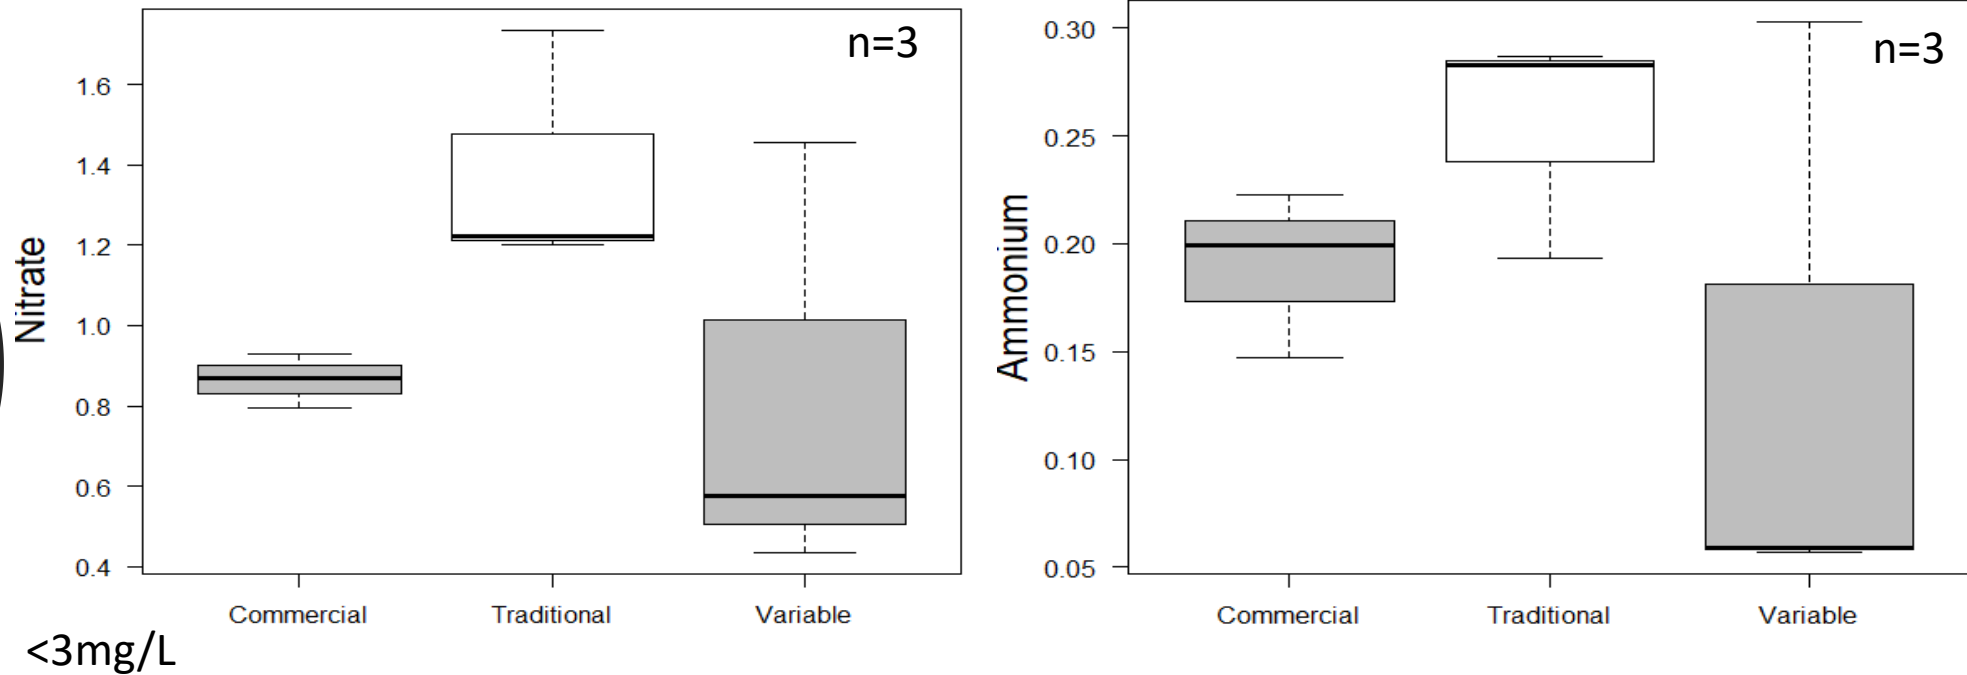 n=3
Nitrate
1.6
1.4
1.2
1.0
0.8
0.6
0.4
Commercial Traditional Variable
<3mg/L
n=3
Ammonium
0.30
0.25
0.20
0.15
0.10
0.05
Commercial Traditional Variable